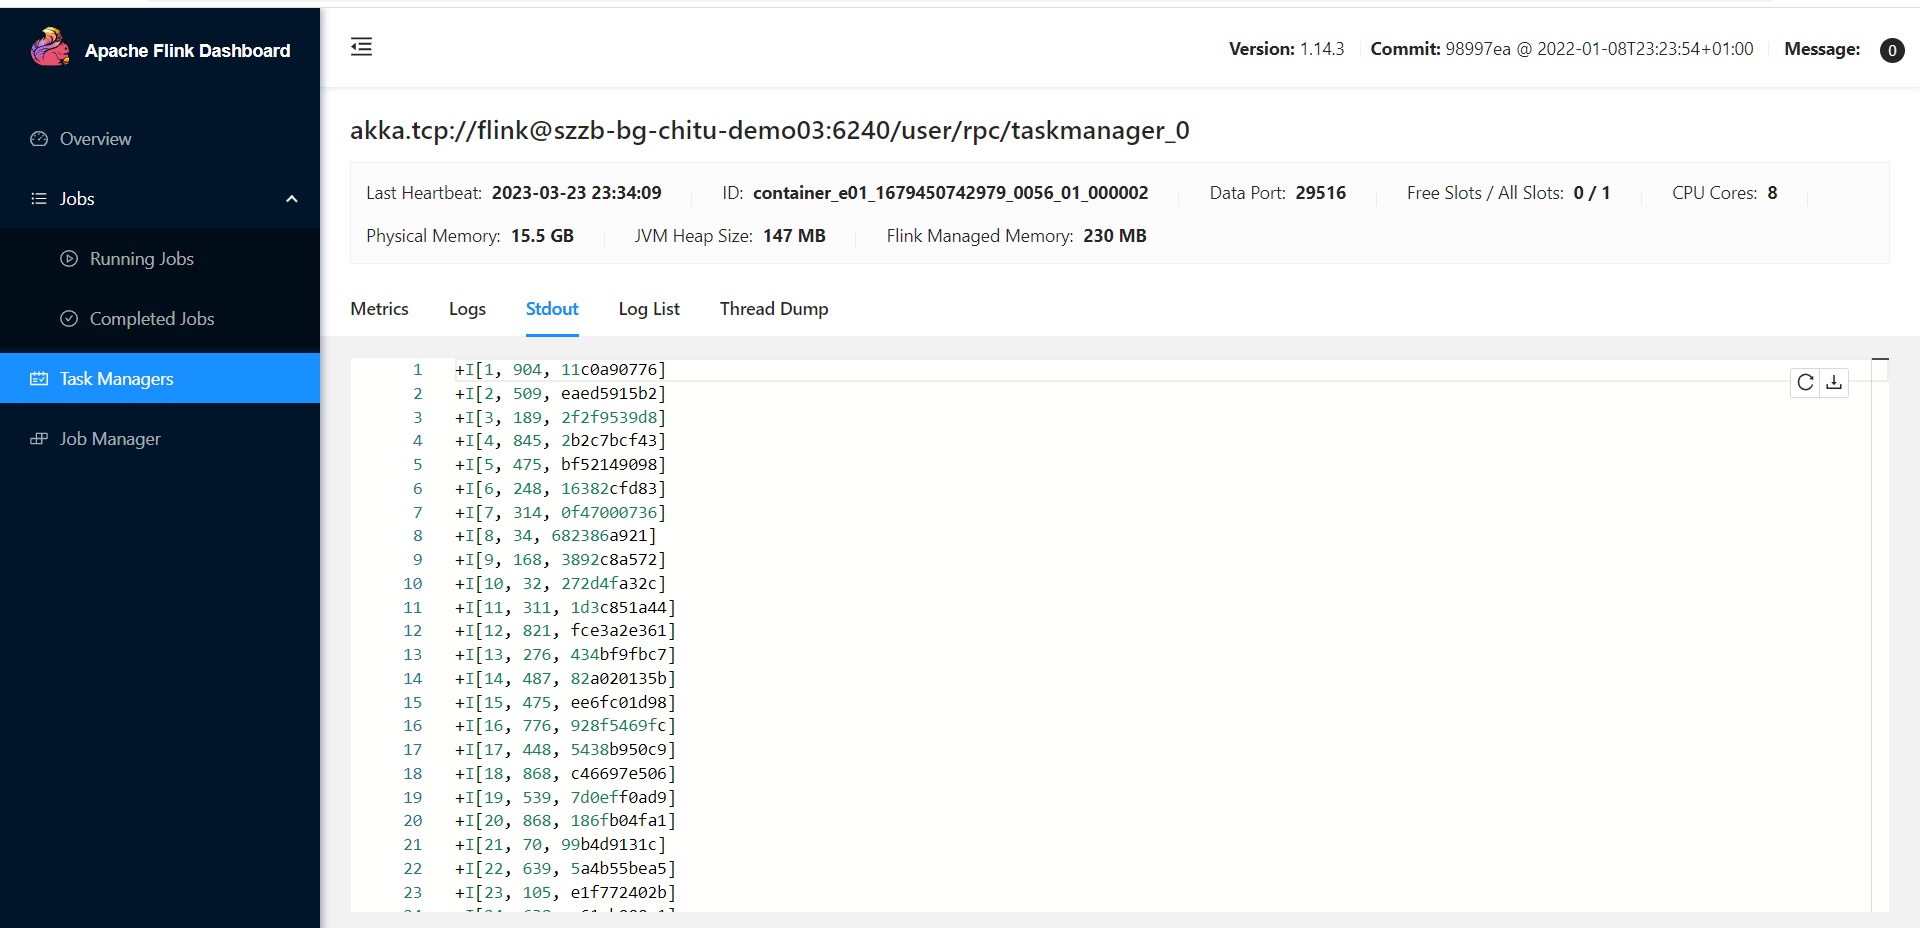 Apache Flink Dashboard
Version: 1.14.3 Commit: 98997ea @ 2022-01-08T23:23:54+01:00 Message: 0
Overview
Jobs
Running Jobs
Completed Jobs
Task Managers
Job Manager
akka.tcp://flink@szzb-bg-chitu-demo03:6240/user/rpc/taskmanager_0
Last Heartbeat: 2023-03-23 23:34:09 ID: container_e01_1679450742979_0056_01_000002 Data Port: 29516 Free Slots / All Slots: 0 / 1 CPU Cores: 8
Physical Memory: 15.5 GB JVM Heap Size: 147 MB Flink Managed Memory: 230 MB
Metrics Logs Stdout Log List Thread Dump
1 +I[1, 904, 11c0a90776]
2 +I[2, 509, eaed5915b2]
3 +I[3, 189, 2f2f9539d8]
4 +I[4, 845, 2b2c7bcf43]
5 +I[5, 475, bf52149098]
6 +I[6, 248, 16382cfd83]
7 +I[7, 314, 0f47000736]
8 +I[8, 34, 682386a921]
9 +I[9, 168, 3892c8a572]
10 +I[10, 32, 272d4fa32c]
11 +I[11, 311, 1d3c851a44]
12 +I[12, 821, fce3a2e361]
13 +I[13, 276, 434bf9fbc7]
14 +I[14, 487, 82a020135b]
15 +I[15, 475, ee6fc01d98]
16 +I[16, 776, 928f5469fc]
17 +I[17, 448, 5438b950c9]
18 +I[18, 868, c46697e506]
19 +I[19, 539, 7d0eff0ad9]
20 +I[20, 868, 186fb04fa1]
21 +I[21, 70, 99b4d9131c]
22 +I[22, 639, 5a4b55bea5]
23 +I[23, 105, e1f772402b]